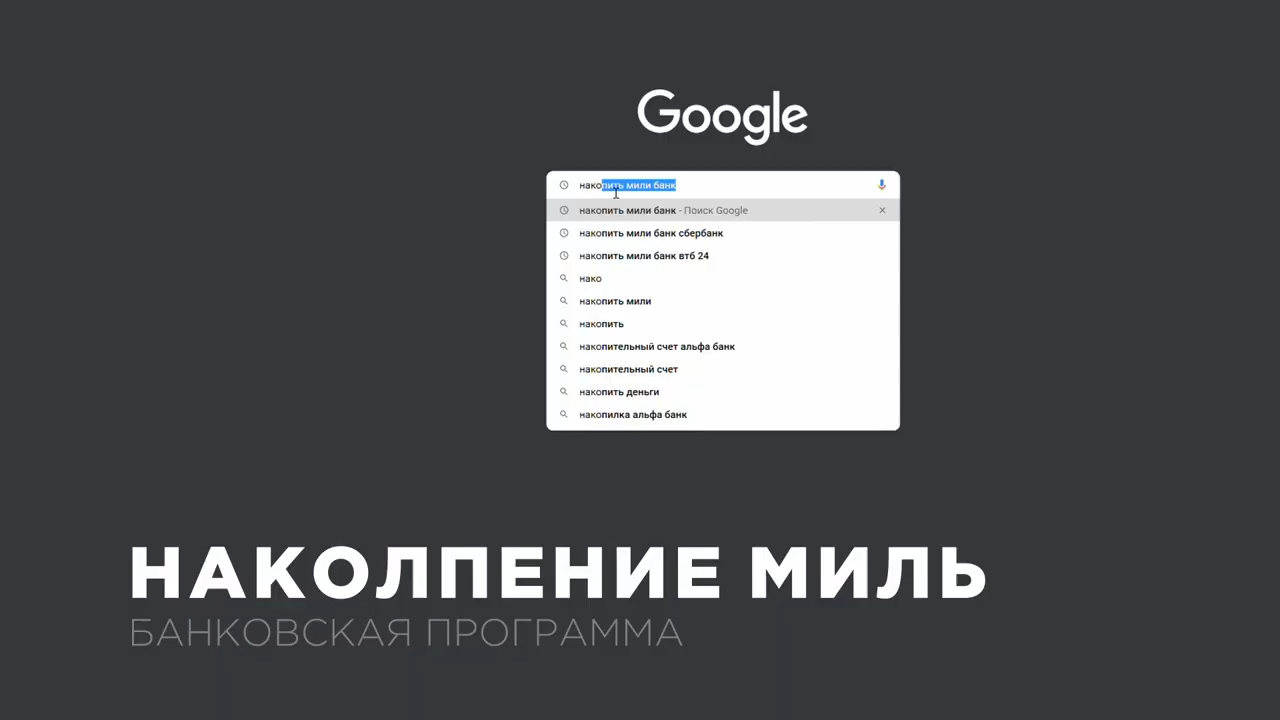 Google
накопить мили банк
накопить мили банк - Поиск Google
накопить мили банк сбербанк
накопить мили банк втб 24
нако
накопить мили
накопить
накопительный счет альфа банк
накопительный счет
накопить деньги
накопилка альфа банк
НАКОЛПЕНИЕ МИЛЬ
БАНКОВСКАЯ ПРОГРАММА